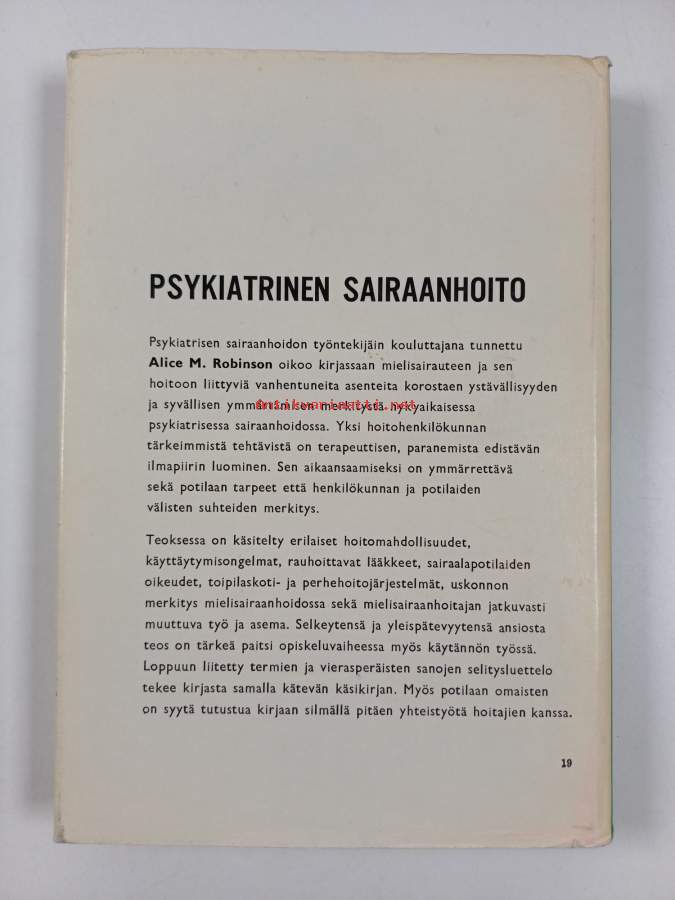 PSYKIATRINEN SAIRAANHOITO
Psykiatrisen sairaanhoidon työntekijäin kouluttajana tunnettu
Alice M. Robinson oikoo kirjassaan mielisairauteen ja sen
hoitoon liittyviä vanhentuneita asenteita korostaen ystävällisyyden
ja syvällisen ymmärtämisen merkitystä nykyaikaisessa
antikvariaatti.net
psykiatrisessa sairaanhoidossa. Yksi hoitohenkilökunnan
tärkeimmistä tehtävistä on terapeuttisen, paranemista edistävän
ilmapiirin luominen. Sen aikaansaamiseksi on ymmärrettävä
sekä potilaan tarpeet että henkilökunnan ja potilaiden
välisten suhteiden merkitys.
Teoksessa on käsitelty erilaiset hoitomahdollisuudet,
käyttäytymisongelmat, rauhoittavat lääkkeet, sairaalapotilaiden
oikeudet, toipilaskoti- ja perhehoitojärjestelmät, uskonnon
merkitys mielisairaanhoidossa sekä mielisairaanhoitajan jatkuvasti
muuttuva työ ja asema. Selkeytensä ja yleispätevyytensä ansiosta
teos on tärkeä paitsi opiskeluvaiheessa myös käytännön työssä.
Loppuun liitetty termien ja vierasperäisten sanojen selitysluettelo
tekee kirjasta samalla kätevän käsikirjan. Myös potilaan omaisten
on syytä tutustua kirjaan silmällä pitäen yhteistyötä hoitajien kanssa.
19